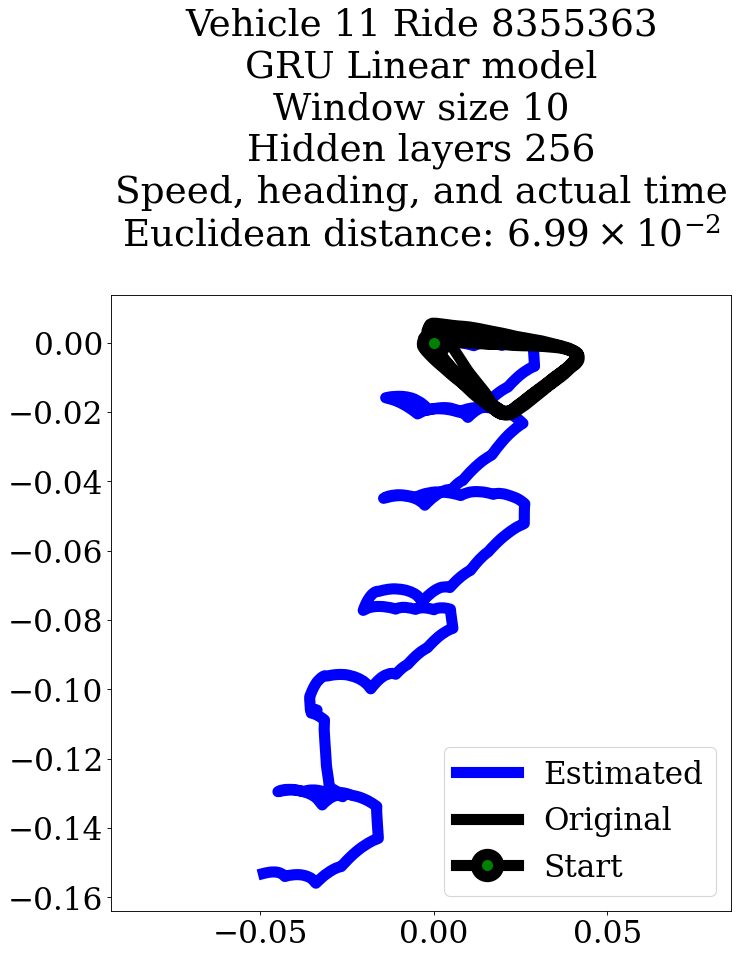 Vehicle 11 Ride 8355363
GRU Linear model
Window size 10
Hidden layers 256
Speed, heading, and actual time
Euclidean distance: 6.99 × 10⁻²
0.00
−0.02
−0.04
−0.06
−0.08
−0.10
−0.12
−0.14
−0.16
Estimated
Original
Start
−0.05
0.00
0.05